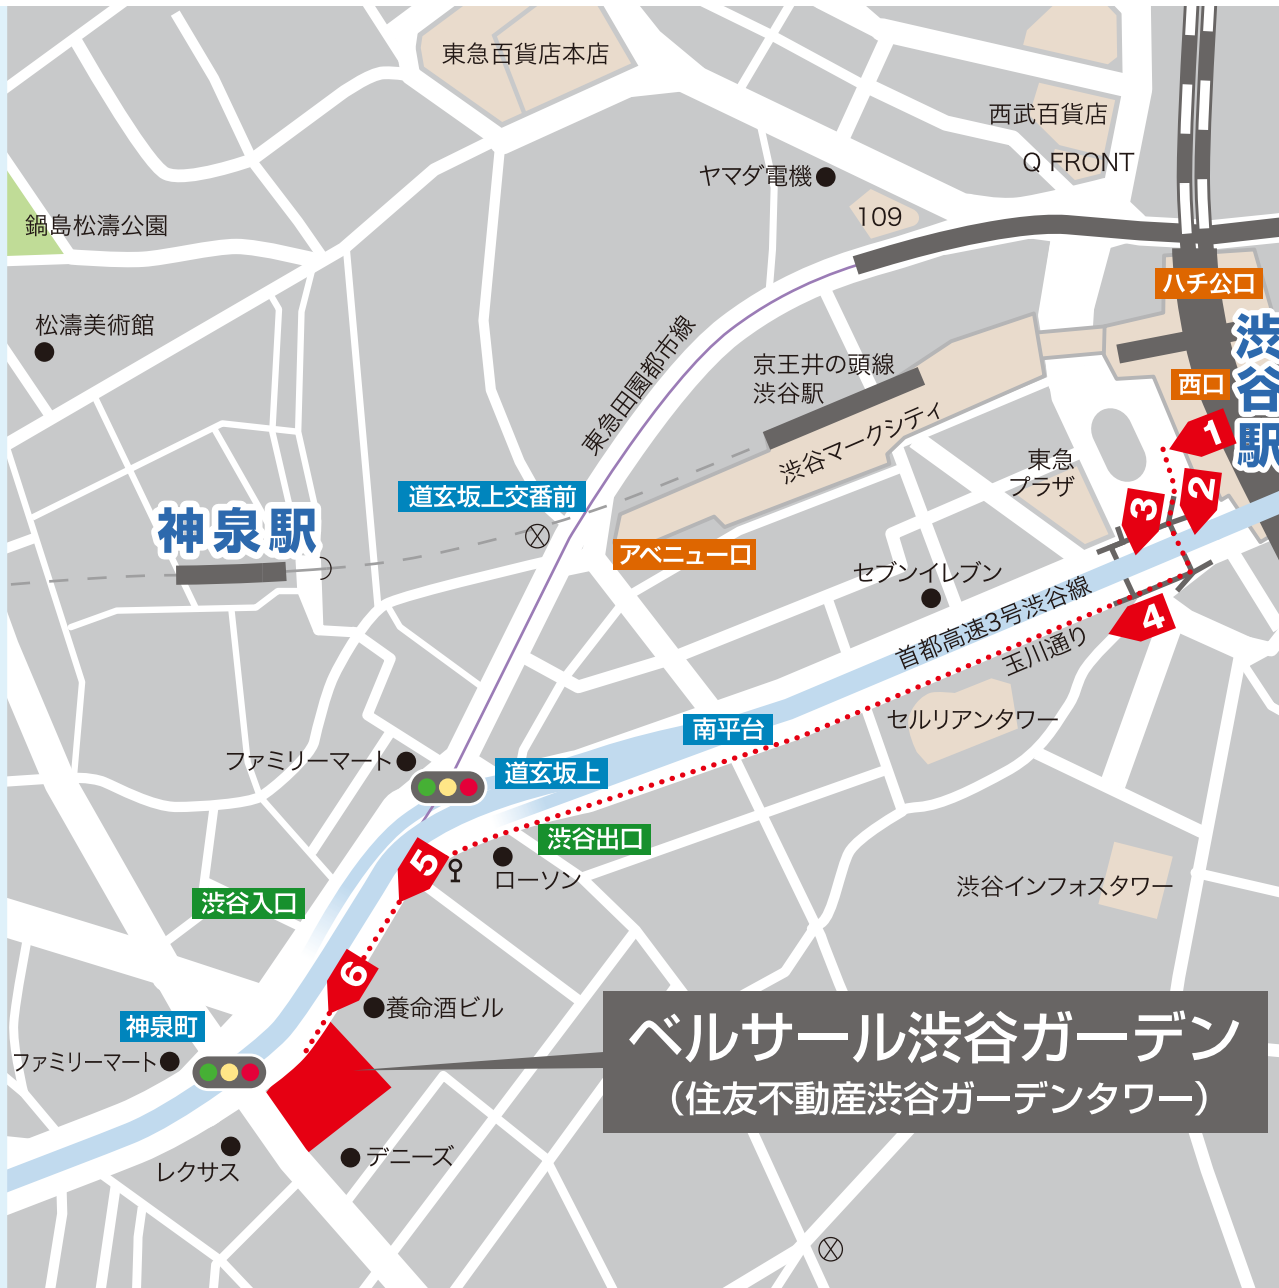 東急百貨店本店
西武百貨店
Q FRONT
ヤマダ電機
109
鍋島松濤公園
ハチ公口
松濤美術館
東急田園都市線
京王井の頭線
渋谷駅
西口
渋谷駅
1
渋谷マークシティ
東急
プラザ
2
3
道玄坂上交番前
神泉駅
アベニュー口
セブンイレブン
首都高速3号渋谷線
玉川通り
4
セルリアンタワー
南平台
ファミリーマート
道玄坂上
渋谷出口
5
ローソン
渋谷インフォスタワー
渋谷入口
6
養命酒ビル
神泉町
ファミリーマート
ベルサール渋谷ガーデン
（住友不動産渋谷ガーデンタワー）
レクサス
デニーズ